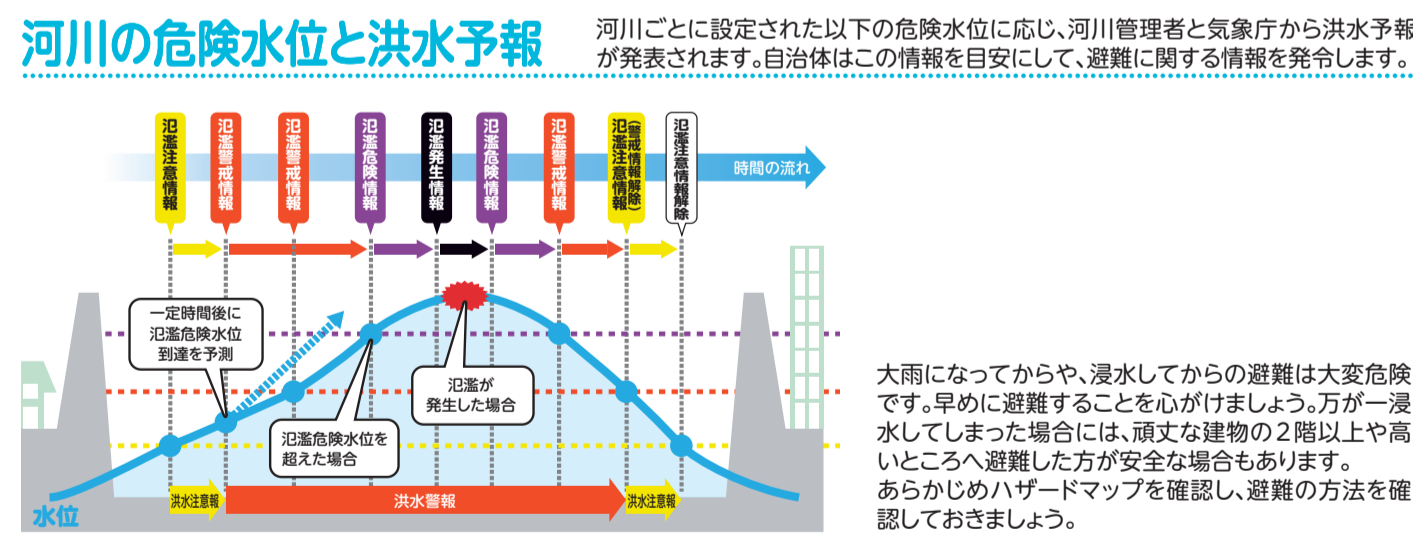 河川の危険水位と洪水予報
河川ごとに設定された以下の危険水位に応じ、河川管理者と気象庁から洪水予報
が発表されます。自治体はこの情報を目安にして、避難に関する情報を発令します。
氾濫注意情報
氾濫警戒情報
氾濫警戒情報
氾濫危険情報
氾濫発生情報
氾濫危険情報
氾濫警戒情報
(警戒情報解除)
氾濫注意情報
氾濫注意情報解除
時間の流れ
一定時間後に
氾濫危険水位
到達を予測
氾濫危険水位を
超えた場合
氾濫が
発生した場合
洪水注意報
洪水警報
洪水注意報
水位
大雨になってからや、浸水してからの避難は大変危険
です。早めに避難することを心がけましょう。万が一浸
水してしまった場合には、頑丈な建物の2階以上や高
いところへ避難した方が安全な場合もあります。
あらかじめハザードマップを確認し、避難の方法を確
認しておきましょう。